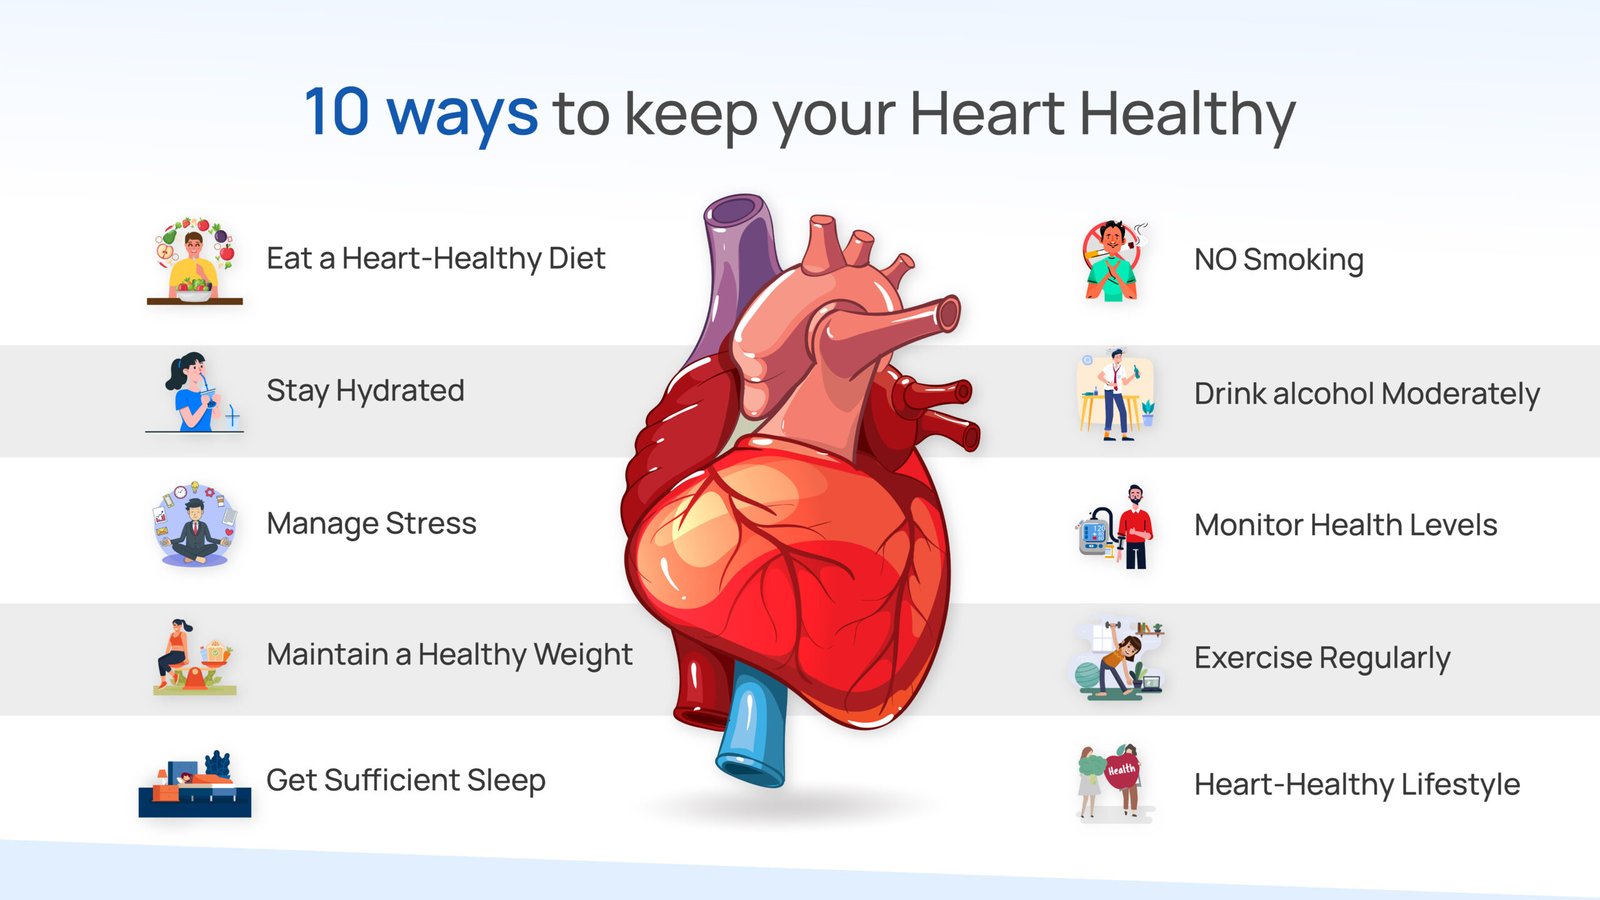 10 ways to keep your Heart Healthy
Eat a Heart-Healthy Diet
Stay Hydrated
Manage Stress
Maintain a Healthy Weight
Get Sufficient Sleep
NO Smoking
Drink alcohol Moderately
120
Monitor Health Levels
Exercise Regularly
Health
Heart-Healthy Lifestyle